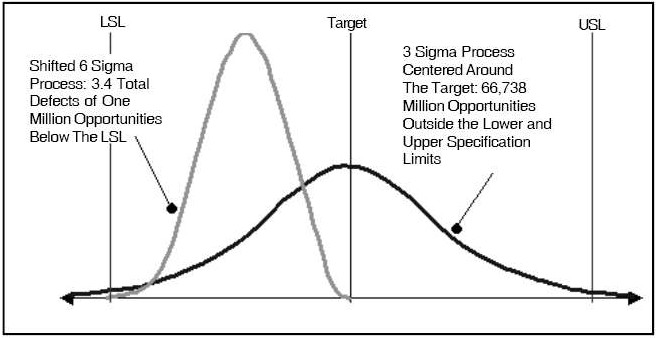 LSL
Target
USL
Shifted 6 Sigma
Process: 3.4 Total
Defects of One
Million Opportunities
Below The LSL
3 Sigma Process
Centered Around
The Target: 66,738
Million Opportunities
Outside the Lower and
Upper Specification
Limits